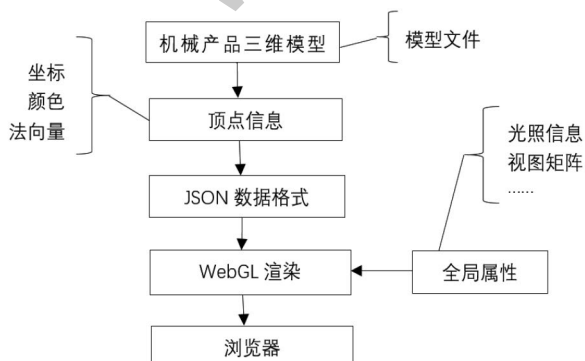 机械产品三维模型
模型文件
坐标
颜色
法向量
顶点信息
光照信息
视图矩阵
......
JSON 数据格式
WebGL 渲染
全局属性
浏览器